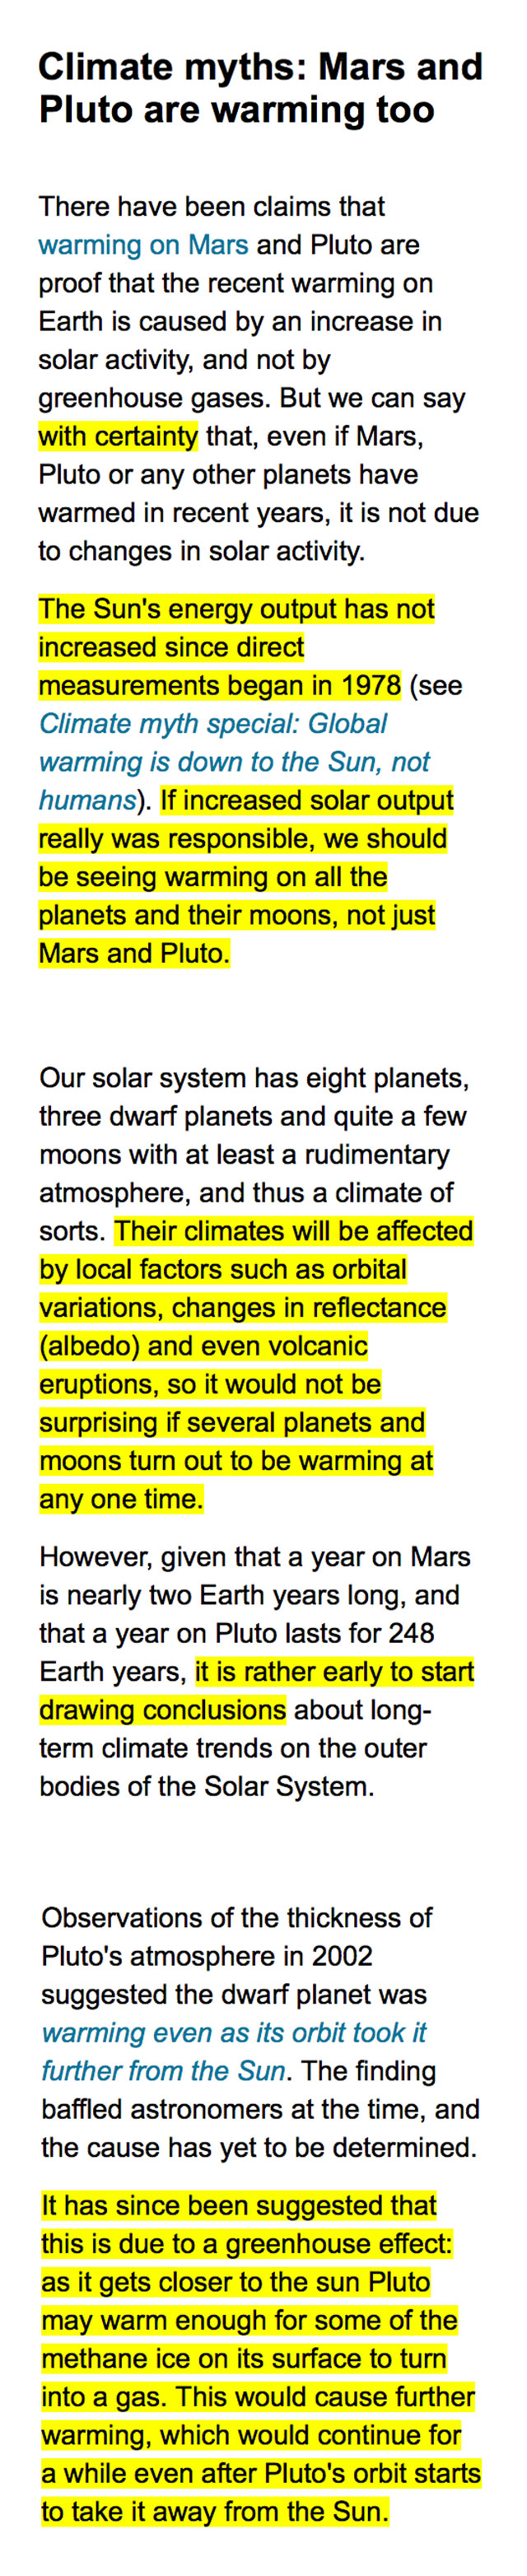 Climate myths: Mars and
Pluto are warming too
There have been claims that
warming on Mars and Pluto are
proof that the recent warming on
Earth is caused by an increase in
solar activity, and not by
greenhouse gases. But we can say
with certainty that, even if Mars,
Pluto or any other planets have
warmed in recent years, it is not due
to changes in solar activity.
The Sun's energy output has not
increased since direct
measurements began in 1978 (see
Climate myth special: Global
warming is down to the Sun, not
humans). If increased solar output
really was responsible, we should
be seeing warming on all the
planets and their moons, not just
Mars and Pluto.
Our solar system has eight planets,
three dwarf planets and quite a few
moons with at least a rudimentary
atmosphere, and thus a climate of
sorts. Their climates will be affected
by local factors such as orbital
variations, changes in reflectance
(albedo) and even volcanic
eruptions, so it would not be
surprising if several planets and
moons turn out to be warming at
any one time.
However, given that a year on Mars
is nearly two Earth years long, and
that a year on Pluto lasts for 248
Earth years, it is rather early to start
drawing conclusions about long-
term climate trends on the outer
bodies of the Solar System.
Observations of the thickness of
Pluto's atmosphere in 2002
suggested the dwarf planet was
warming even as its orbit took it
further from the Sun. The finding
baffled astronomers at the time, and
the cause has yet to be determined.
It has since been suggested that
this is due to a greenhouse effect:
as it gets closer to the sun Pluto
may warm enough for some of the
methane ice on its surface to turn
into a gas. This would cause further
warming, which would continue for
a while even after Pluto's orbit starts
to take it away from the Sun.